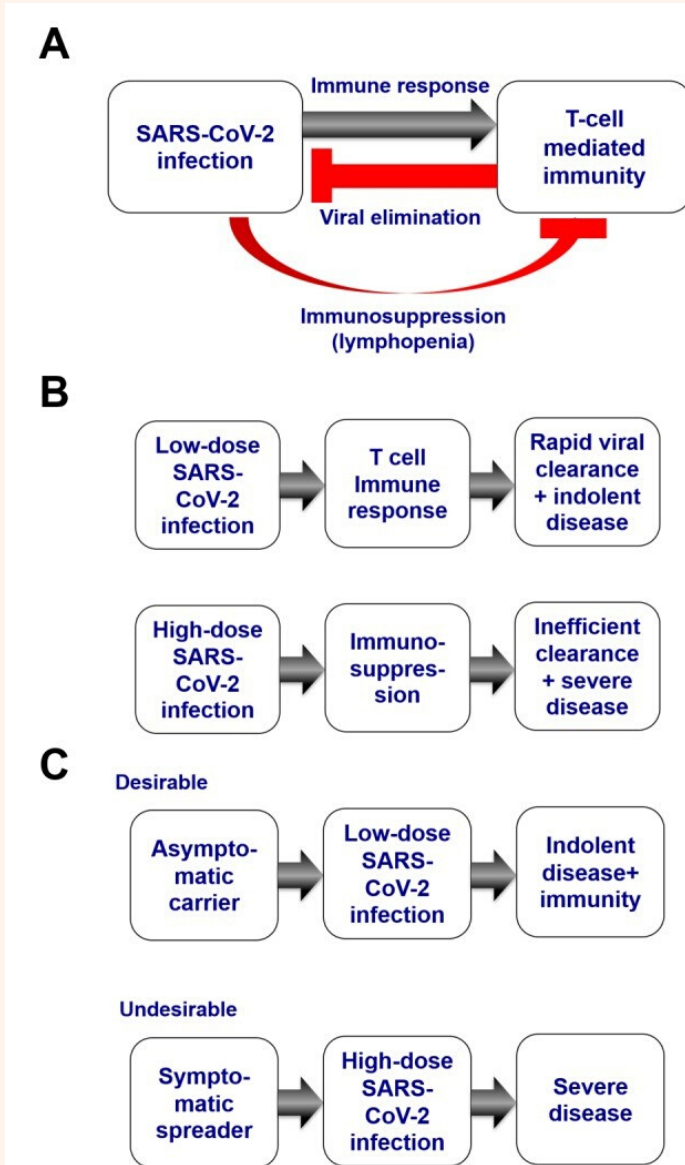 A
Immune response
SARS-CoV-2
infection
T-cell
mediated
immunity
Viral elimination
Immunosuppression
(lymphopenia)
B
Low-dose
SARS-
CoV-2
infection
T cell
Immune
response
Rapid viral
clearance
+ indolent
disease
High-dose
SARS-
CoV-2
infection
Immuno-
suppres-
sion
Inefficient
clearance
+ severe
disease
C
Desirable
Asympto-
matic
carrier
Low-dose
SARS-
CoV-2
infection
Indolent
disease+
immunity
Undesirable
Sympto-
matic
spreader
High-dose
SARS-
CoV-2
infection
Severe
disease